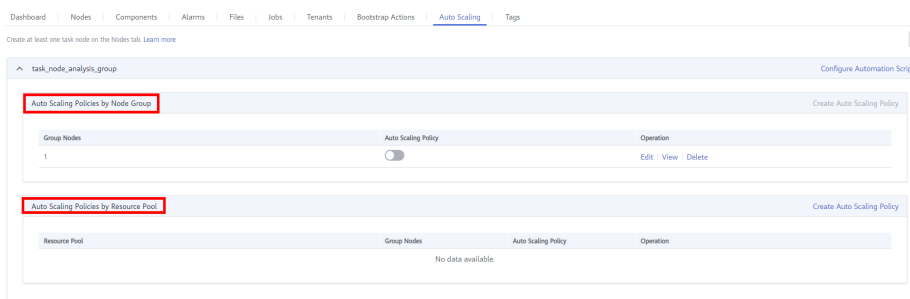 Dashboard Nodes Components Alarms Files Jobs Tenants Bootstrap Actions Auto Scaling Tags
Create at least one task node on the Nodes tab. Learn more
task_node_analysis_group Configure Automation Scrip
Auto Scaling Policies by Node Group Create Auto Scaling Policy
Group Nodes Auto Scaling Policy Operation
1 Edit View Delete
Auto Scaling Policies by Resource Pool Create Auto Scaling Policy
Resource Pool Group Nodes Auto Scaling Policy Operation
No data available.